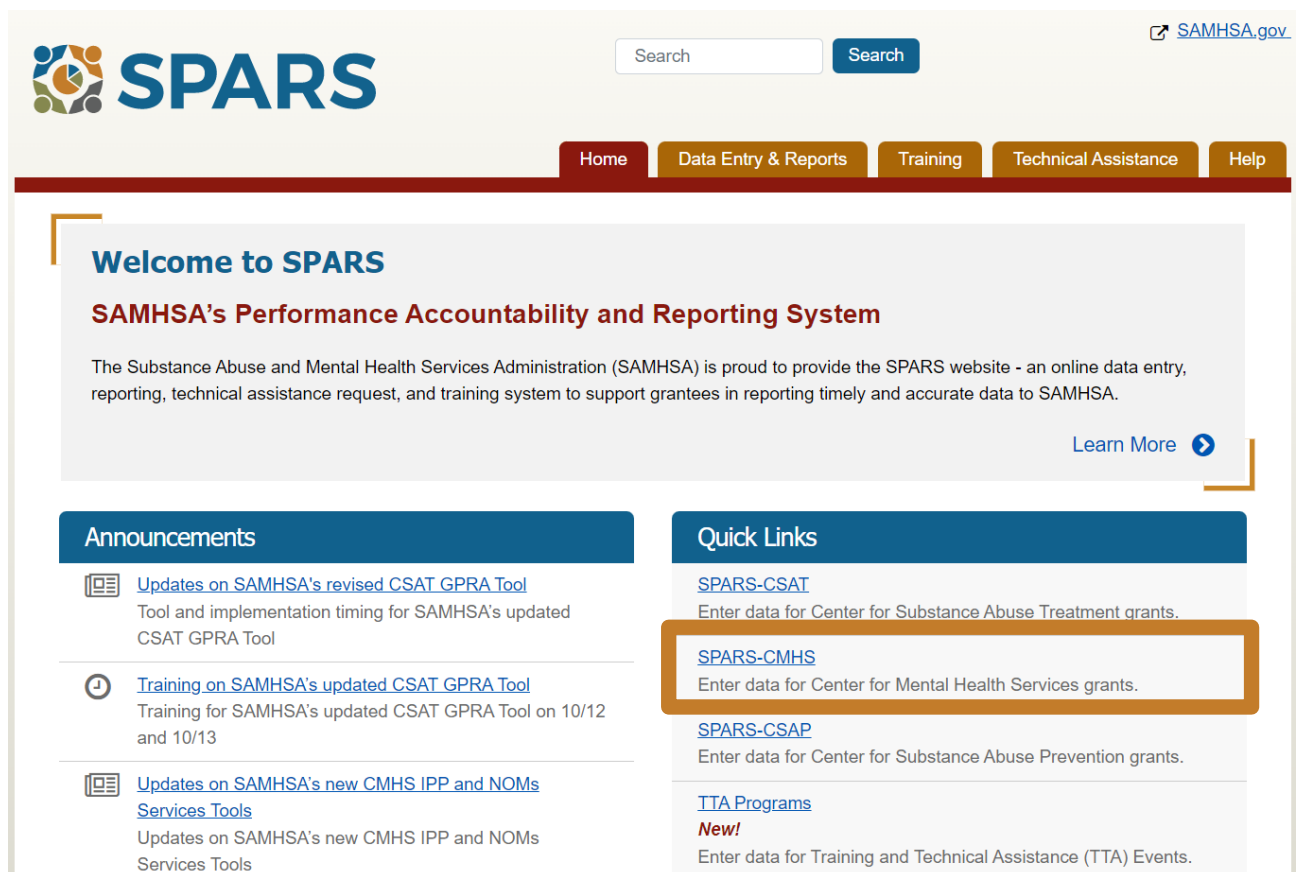 SAMHSA.gov
SPARS
Search
Search
Home
Data Entry & Reports
Training
Technical Assistance
Help
Welcome to SPARS
SAMHSA’s Performance Accountability and Reporting System
The Substance Abuse and Mental Health Services Administration (SAMHSA) is proud to provide the SPARS website - an online data entry,
reporting, technical assistance request, and training system to support grantees in reporting timely and accurate data to SAMHSA.
Learn More
Announcements
Updates on SAMHSA's revised CSAT GPRA Tool
Tool and implementation timing for SAMHSA’s updated
CSAT GPRA Tool
Training on SAMHSA’s updated CSAT GPRA Tool
Training for SAMHSA’s updated CSAT GPRA Tool on 10/12
and 10/13
Updates on SAMHSA’s new CMHS IPP and NOMs
Services Tools
Updates on SAMHSA’s new CMHS IPP and NOMs
Services Tools
Quick Links
SPARS-CSAT
Enter data for Center for Substance Abuse Treatment grants.
SPARS-CMHS
Enter data for Center for Mental Health Services grants.
SPARS-CSAP
Enter data for Center for Substance Abuse Prevention grants.
TTA Programs
New!
Enter data for Training and Technical Assistance (TTA) Events.